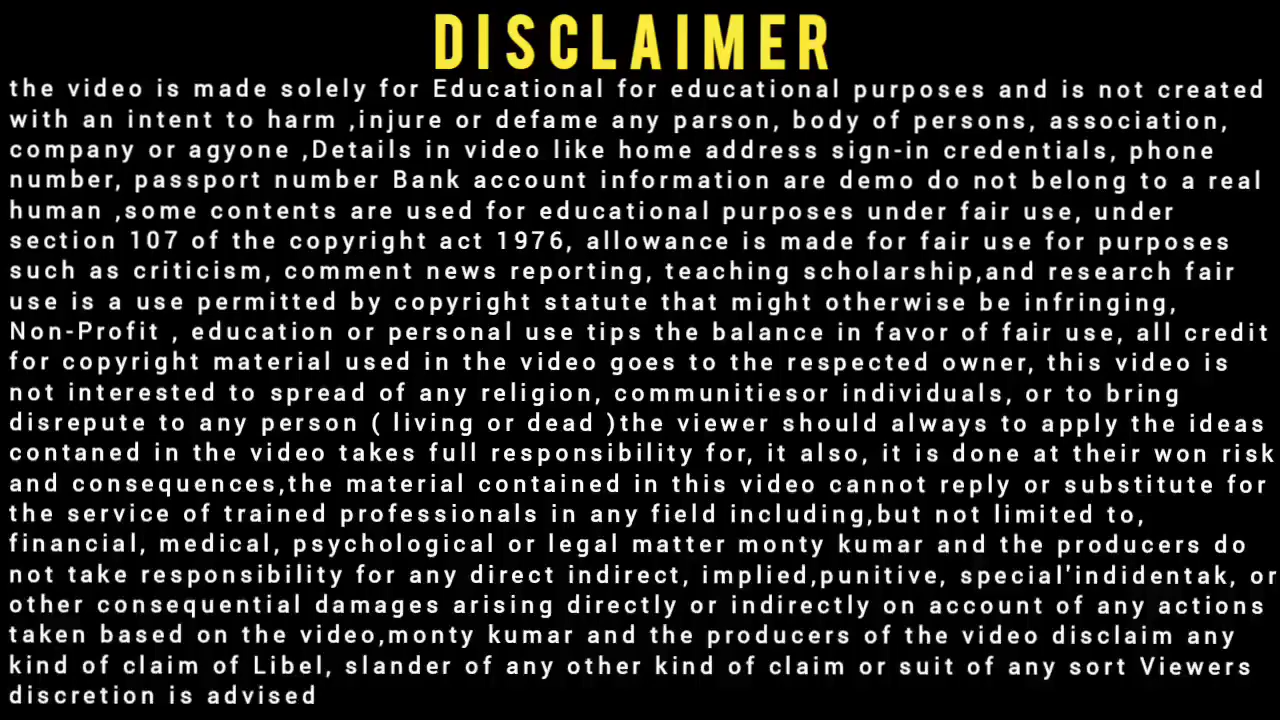 DISCLAIMER
the video is made solely for Educational for educational purposes and is not created
with an intent to harm ,injure or defame any parson, body of persons, association,
company or agyone ,Details in video like home address sign-in credentials, phone
number, passport number Bank account information are demo do not belong to a real
human ,some contents are used for educational purposes under fair use, under
section 107 of the copyright act 1976, allowance is made for fair use for purposes
such as criticism, comment news reporting, teaching scholarship,and research fair
use is a use permitted by copyright statute that might otherwise be infringing,
Non-Profit , education or personal use tips the balance in favor of fair use, all credit
for copyright material used in the video goes to the respected owner, this video is
not interested to spread of any religion, communitiesor individuals, or to bring
disrepute to any person ( living or dead )the viewer should always to apply the ideas
contaned in the video takes full responsibility for, it also, it is done at their won risk
and consequences,the material contained in this video cannot reply or substitute for
the service of trained professionals in any field including,but not limited to,
financial, medical, psychological or legal matter monty kumar and the producers do
not take responsibility for any direct indirect, implied,punitive, special'indidentak, or
other consequential damages arising directly or indirectly on account of any actions
taken based on the video,monty kumar and the producers of the video disclaim any
kind of claim of Libel, slander of any other kind of claim or suit of any sort Viewers
discretion is advised